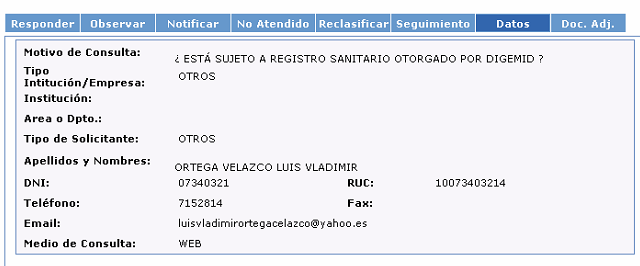 Responder Observar Notificar No Atendido Reclasificar Seguimiento Datos Doc. Adj.
Motivo de Consulta: ¿ ESTÁ SUJETO A REGISTRO SANITARIO OTORGADO POR DIGEMID ?
Tipo
Intitución/Empresa: OTROS
Institución:
Area o Dpto.:
Tipo de Solicitante: OTROS
Apellidos y Nombres: ORTEGA VELAZCO LUIS VLADIMIR
DNI: 07340321 RUC: 10073403214
Teléfono: 7152814 Fax:
Email: luisvladimirortegacelazco@yahoo.es
Medio de Consulta: WEB